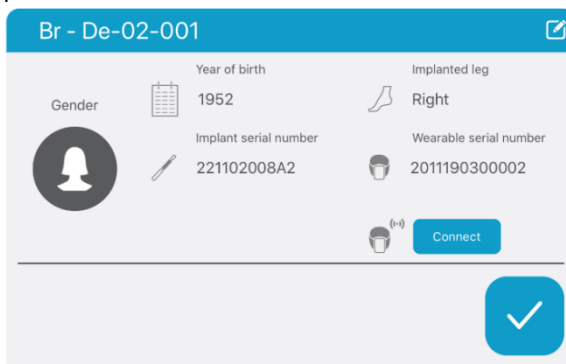 Br - De-02-001
Gender
Year of birth
1952
Implanted leg
Right
Implant serial number
221102008A2
Wearable serial number
2011190300002
Connect